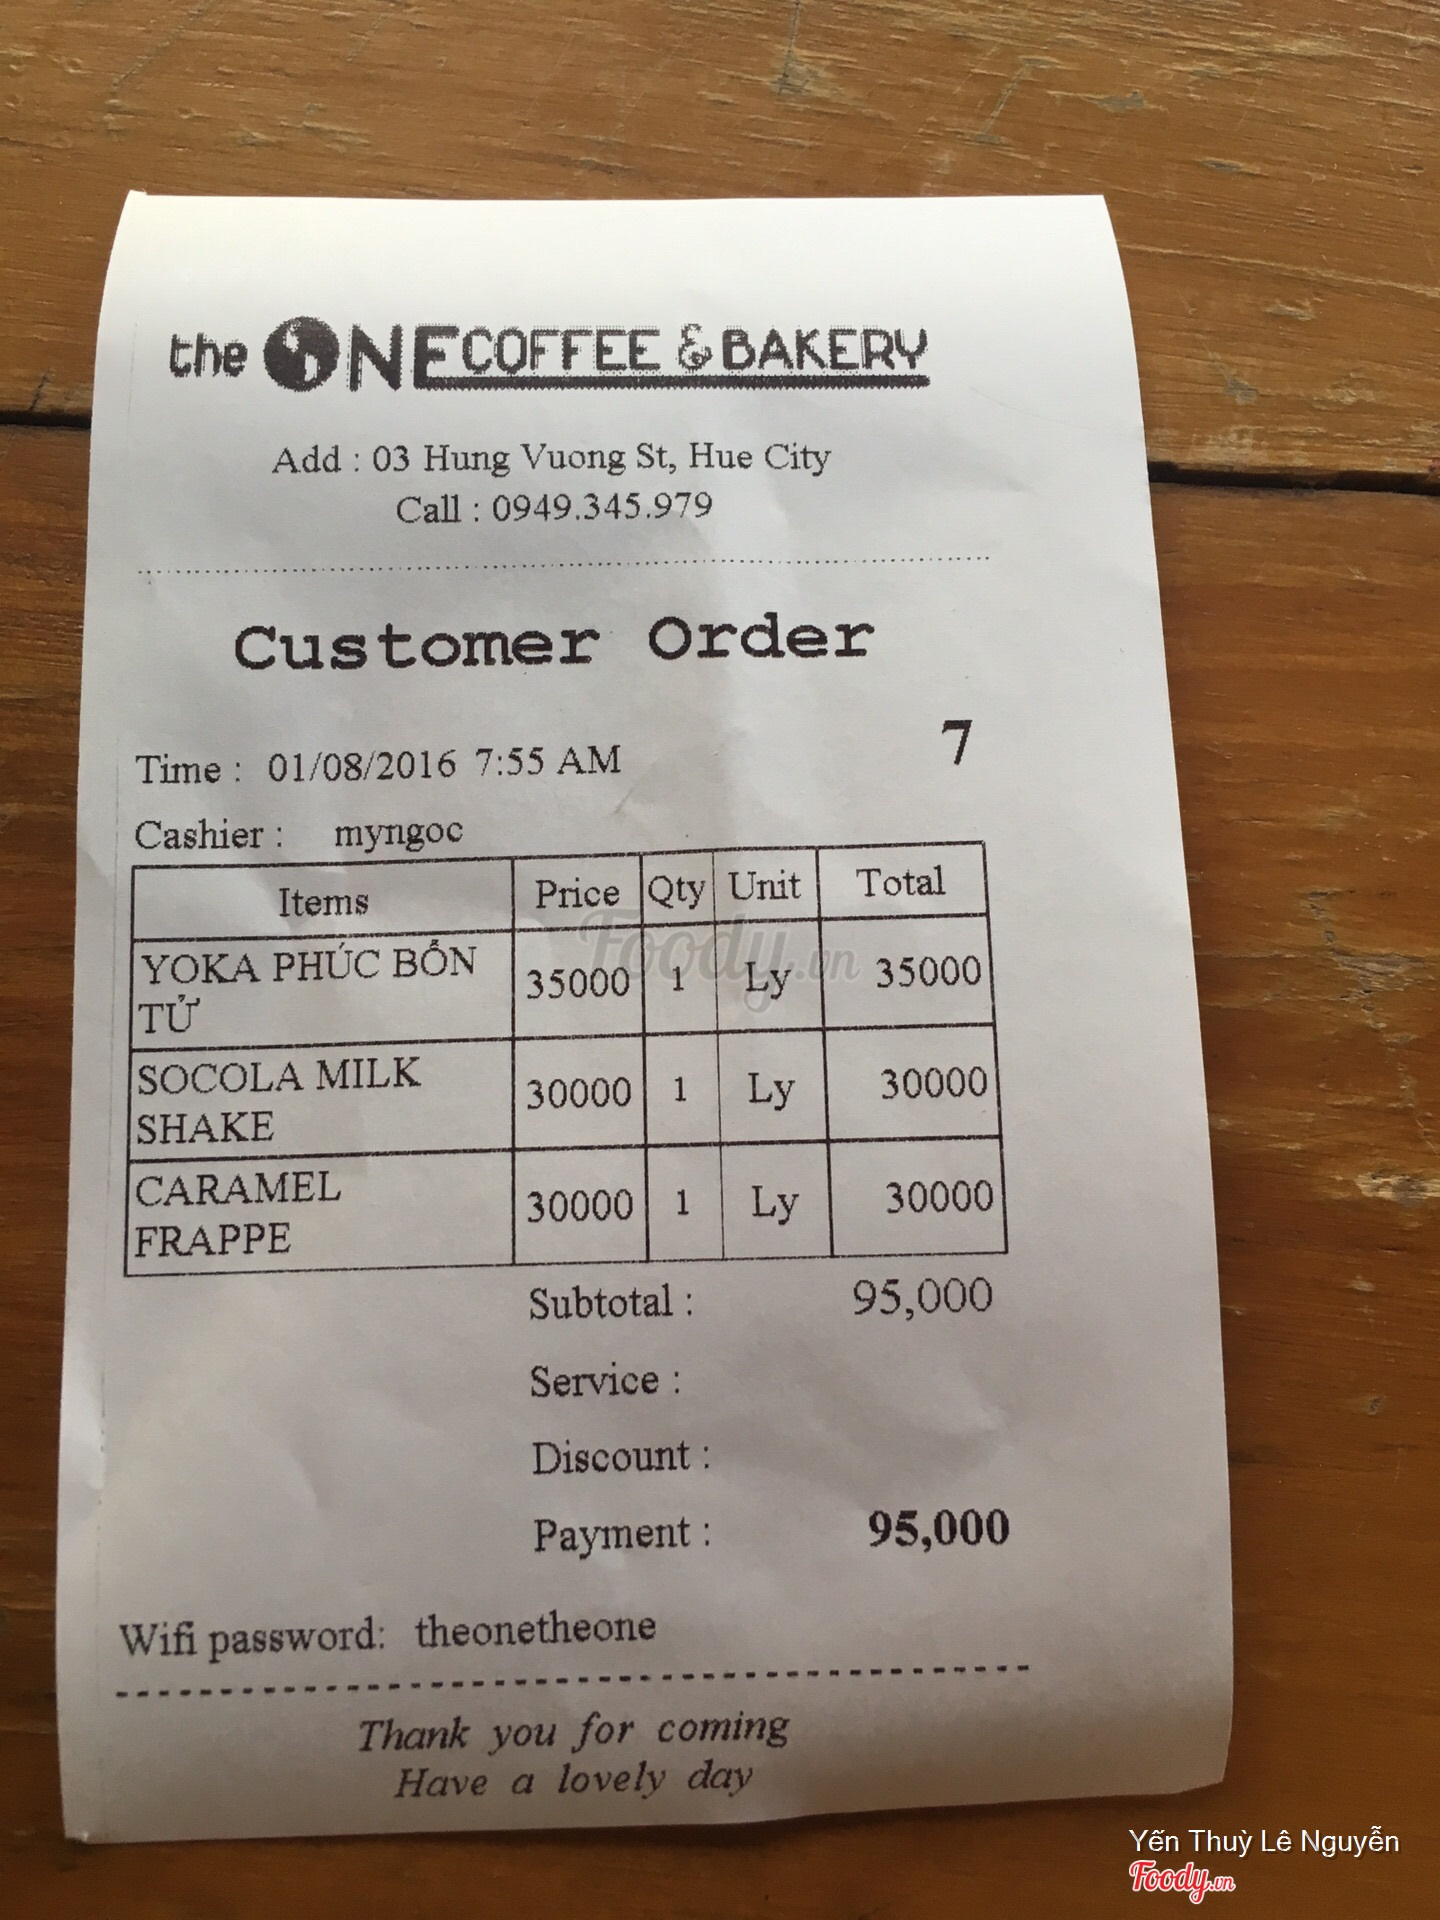 the ONE COFFEE & BAKERY
Add : 03 Hung Vuong St, Hue City
Call : 0949.345.979
Customer Order
7
Time : 01/08/2016 7:55 AM
Cashier : myngoc
Items Price Qty Unit Total
YOKA PHÚC BỒN
TỬ 35000 1 Ly 35000
SOCOLA MILK
SHAKE 30000 1 Ly 30000
CARAMEL
FRAPPE 30000 1 Ly 30000
Subtotal : 95,000
Service :
Discount :
Payment : 95,000
Wifi password: theonetheone
Thank you for coming
Have a lovely day
Foody.vn
Yến Thuỳ Lê Nguyễn
Foody.vn